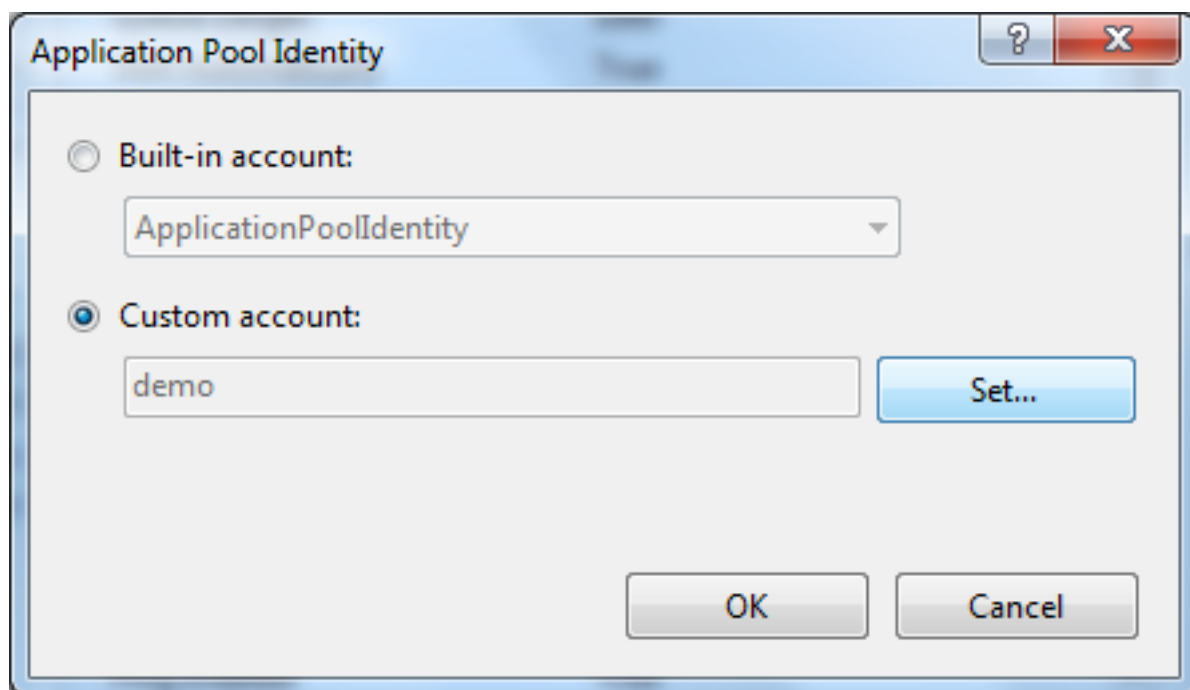 Application Pool Identity
Built-in account:
ApplicationPoolIdentity
Custom account:
demo
Set...
OK
Cancel